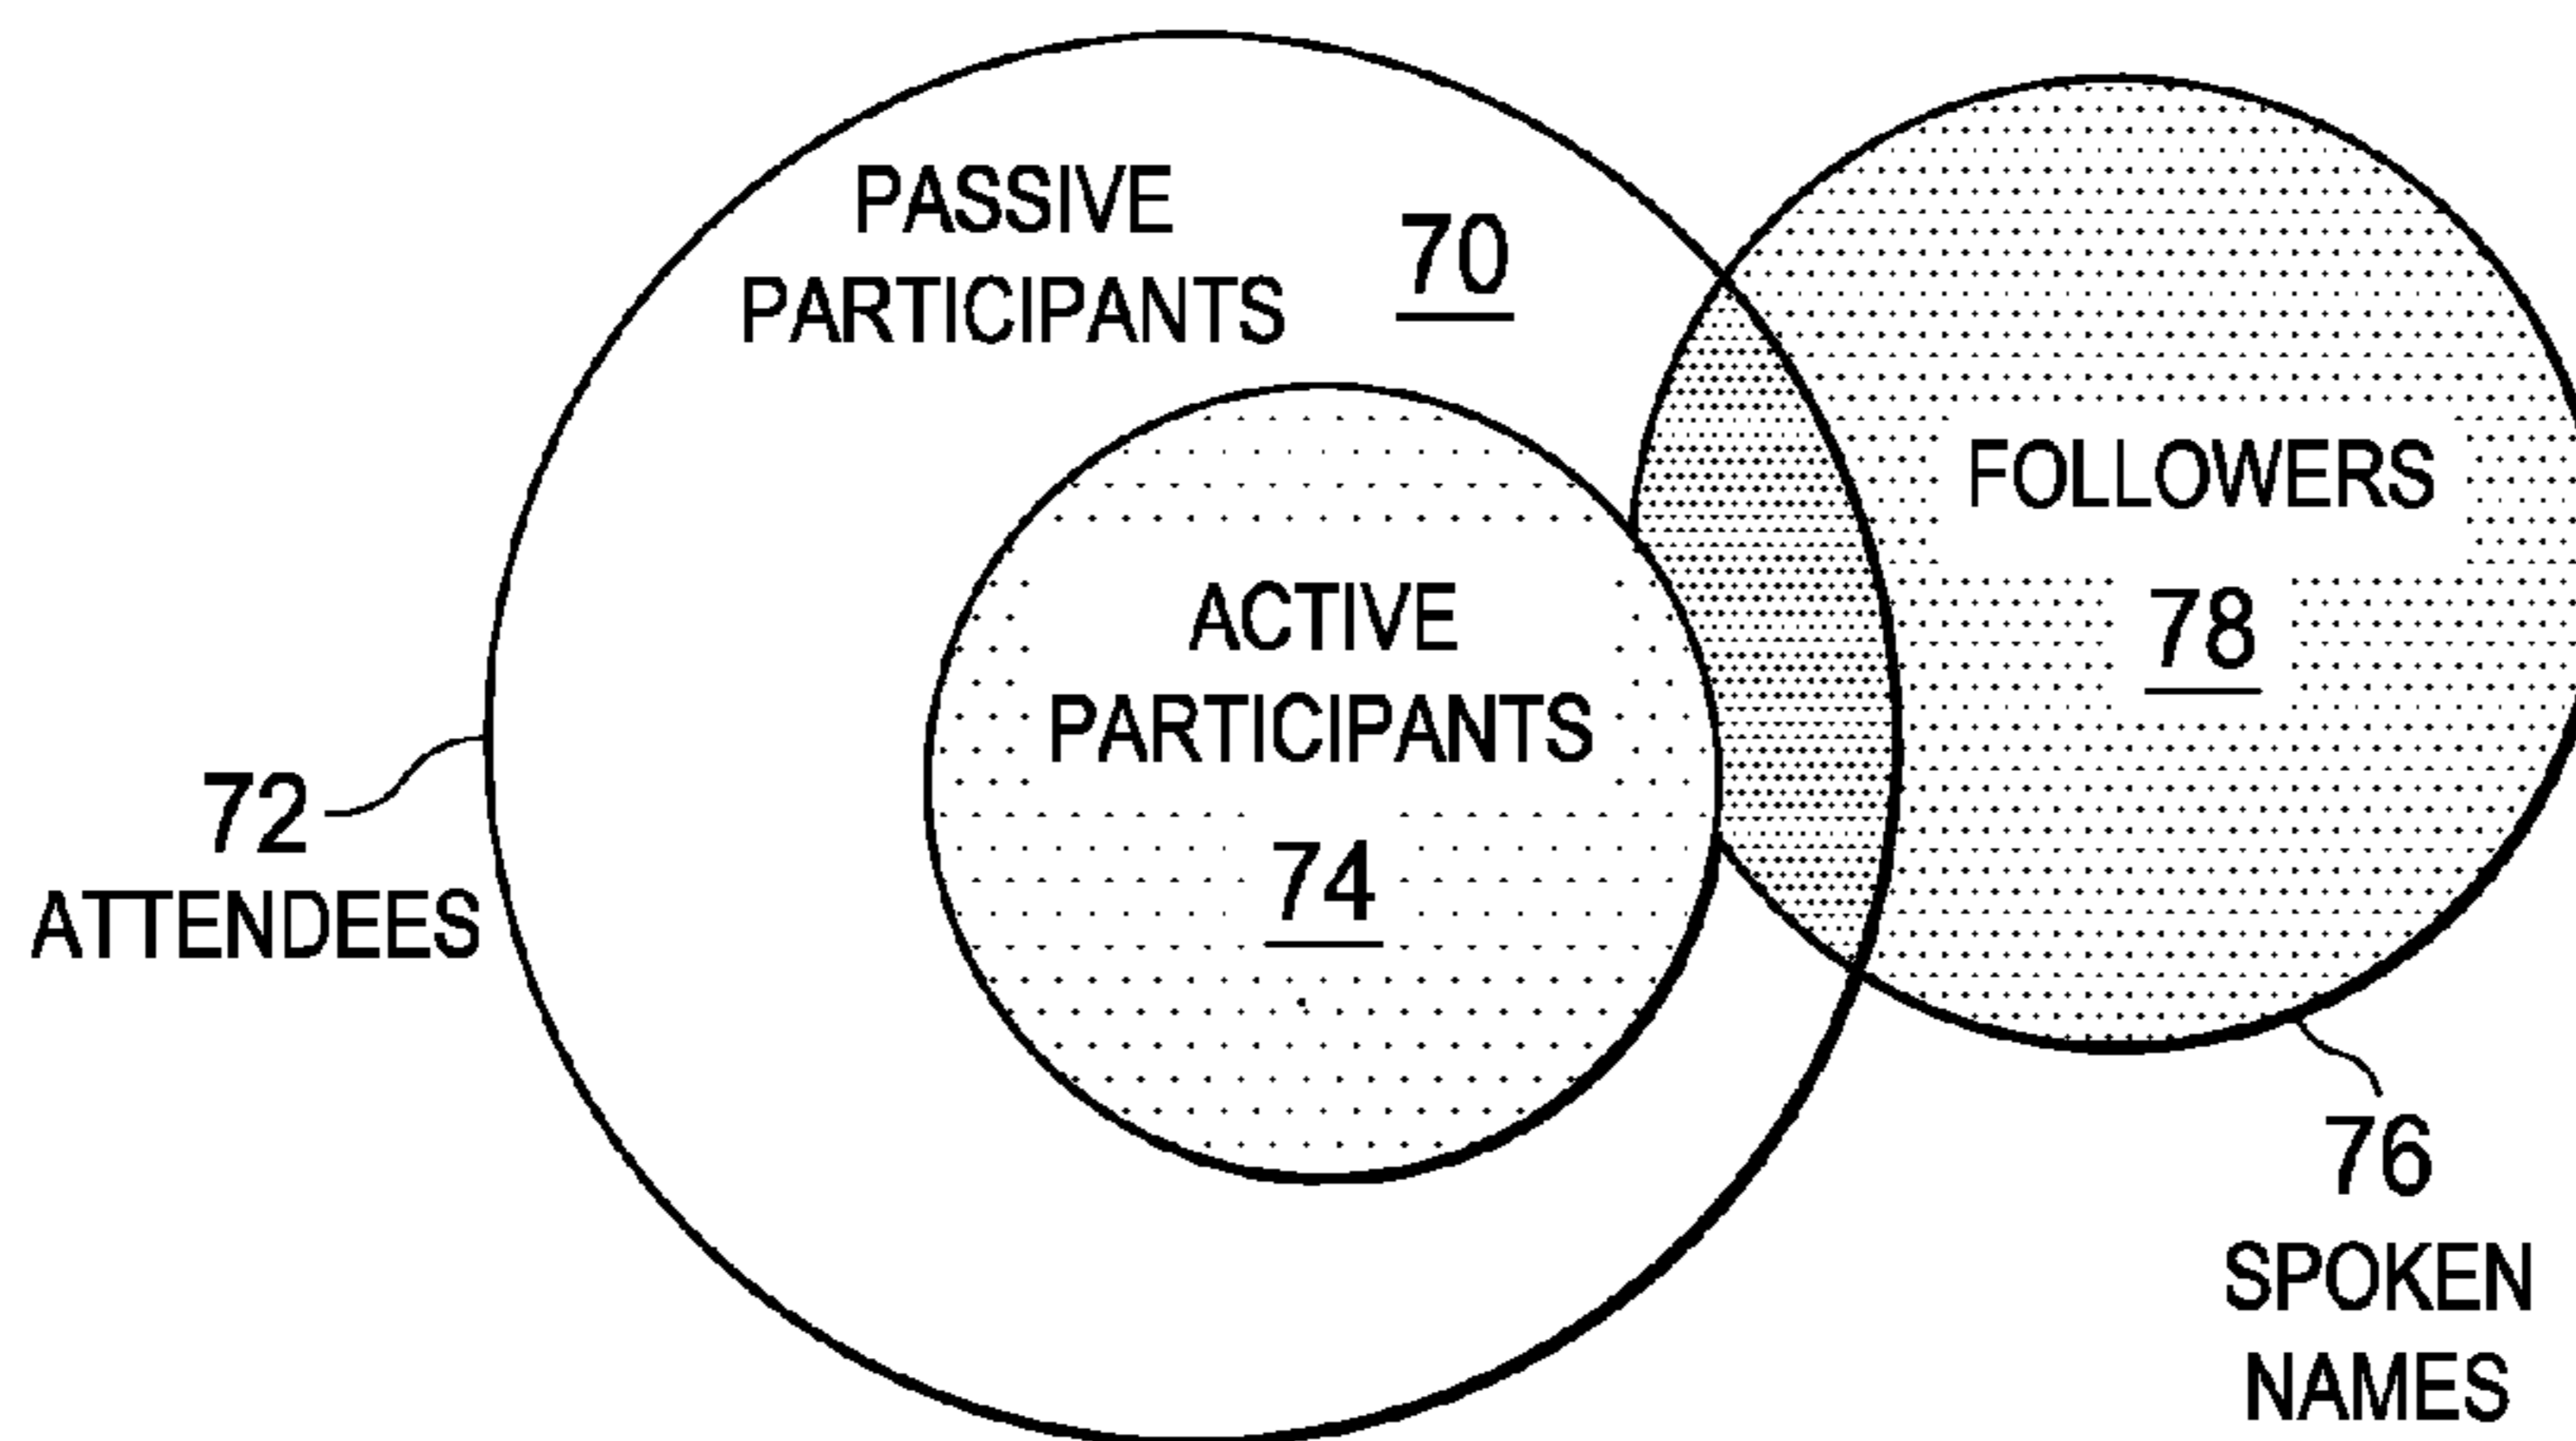 PASSIVE
PARTICIPANTS
70
FOLLOWERS
78
ACTIVE
PARTICIPANTS
74
72
ATTENDEES
76
SPOKEN
NAMES